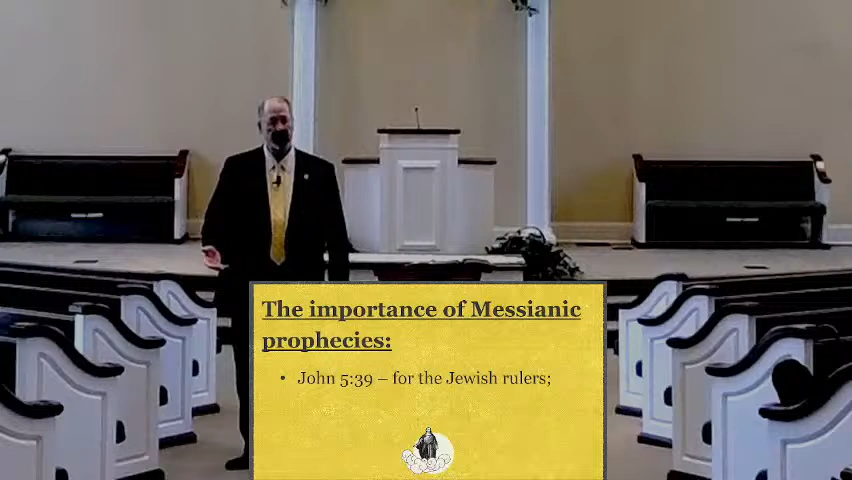 The importance of Messianic
prophecies:
• John 5:39 – for the Jewish rulers;